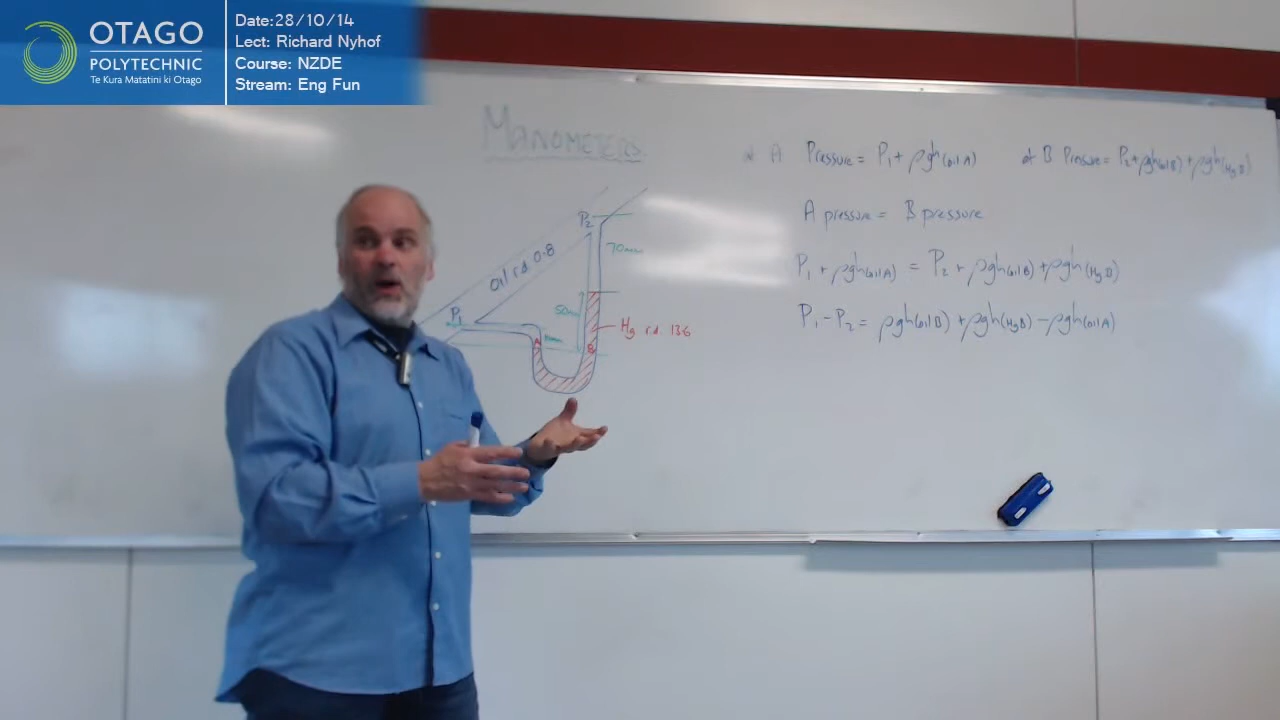 OTAGO
POLYTECHNIC
Te Kura Matatini ki Otago
Date:28/10/14
Lect: Richard Nyhof
Course: NZDE
Stream: Eng Fun
MANOMETERS
at A Pressure = P₁ + ρgh(oil A)
at B Pressure = P₂ + ρgh(oil B) + ρgh(Hg B)
A pressure = B pressure
P₁ + ρgh(oil A) = P₂ + ρgh(oil B) + ρgh(Hg B)
P₁ - P₂ = ρgh(oil B) + ρgh(Hg B) - ρgh(oil A)
P₂
70mm
Oil r.d. 0.8
P₁
Hg r.d. 13.6
A
B